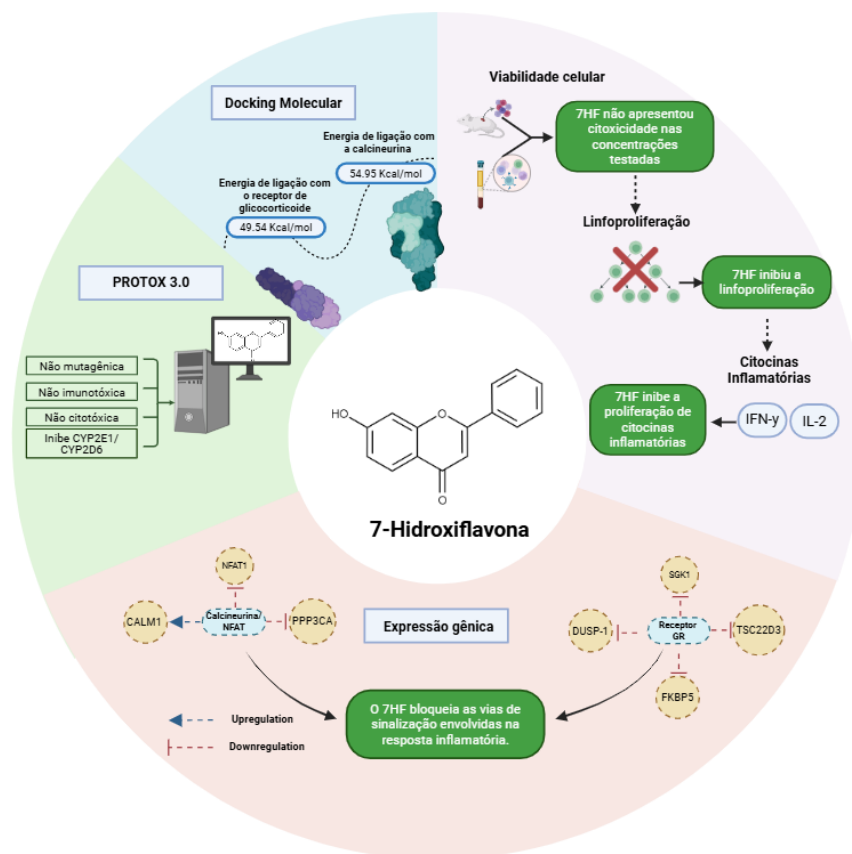 Docking Molecular
Energia de ligação com
a calcineurina
54.95 Kcal/mol
Energia de ligação com
o receptor de
glicocorticoide
49.54 Kcal/mol
Viabilidade celular
7HF não apresentou
citoxicidade nas
concentrações
testadas
Linfoproliferação
7HF inibiu a
linfoproliferação
Citocinas
Inflamatórias
IFN-y
IL-2
7HF inibe a
proliferação de
citocinas
inflamatórias
PROTOX 3.0
HO
O
O
Não mutagênica
Não imunotóxica
Não citotóxica
Inibe CYP2E1/
CYP2D6
HO
O
O
7-Hidroxiflavona
Expressão gênica
NFAT1
CALM1
Calcineurina/
NFAT
PPP3CA
SGK1
DUSP-1
Receptor
GR
TSC22D3
FKBP5
O 7HF bloqueia as vias de
sinalização envolvidas na
resposta inflamatória.
Upregulation
Downregulation